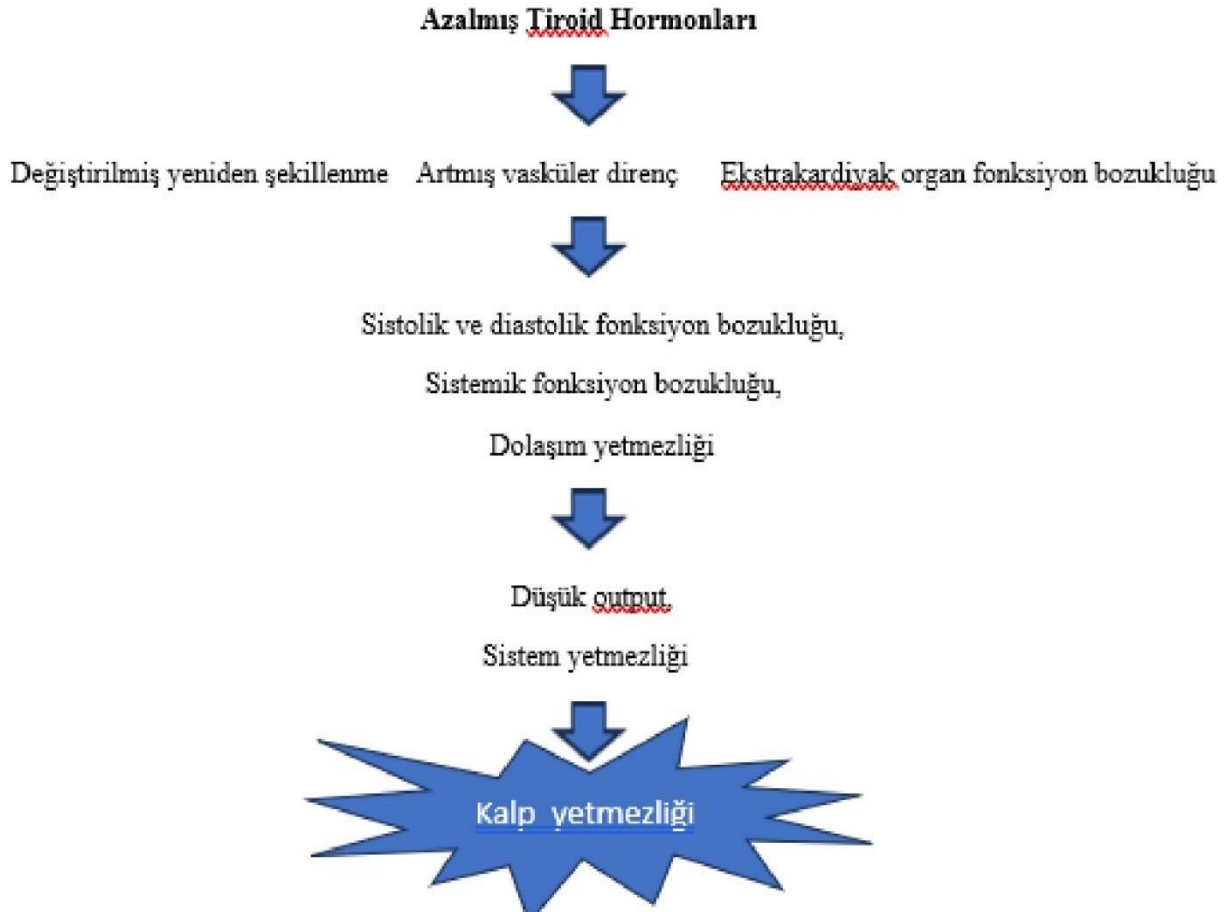 Azalmış Tiroid Hormonları
Değiştirilmiş yeniden şekillenme Artmış vasküler direnç Ekstrakardiyak organ fonksiyon bozukluğu
Sistolik ve diastolik fonksiyon bozukluğu,
Sistemik fonksiyon bozukluğu,
Dolaşım yetmezliği
Düşük output,
Sistem yetmezliği
Kalp yetmezliği